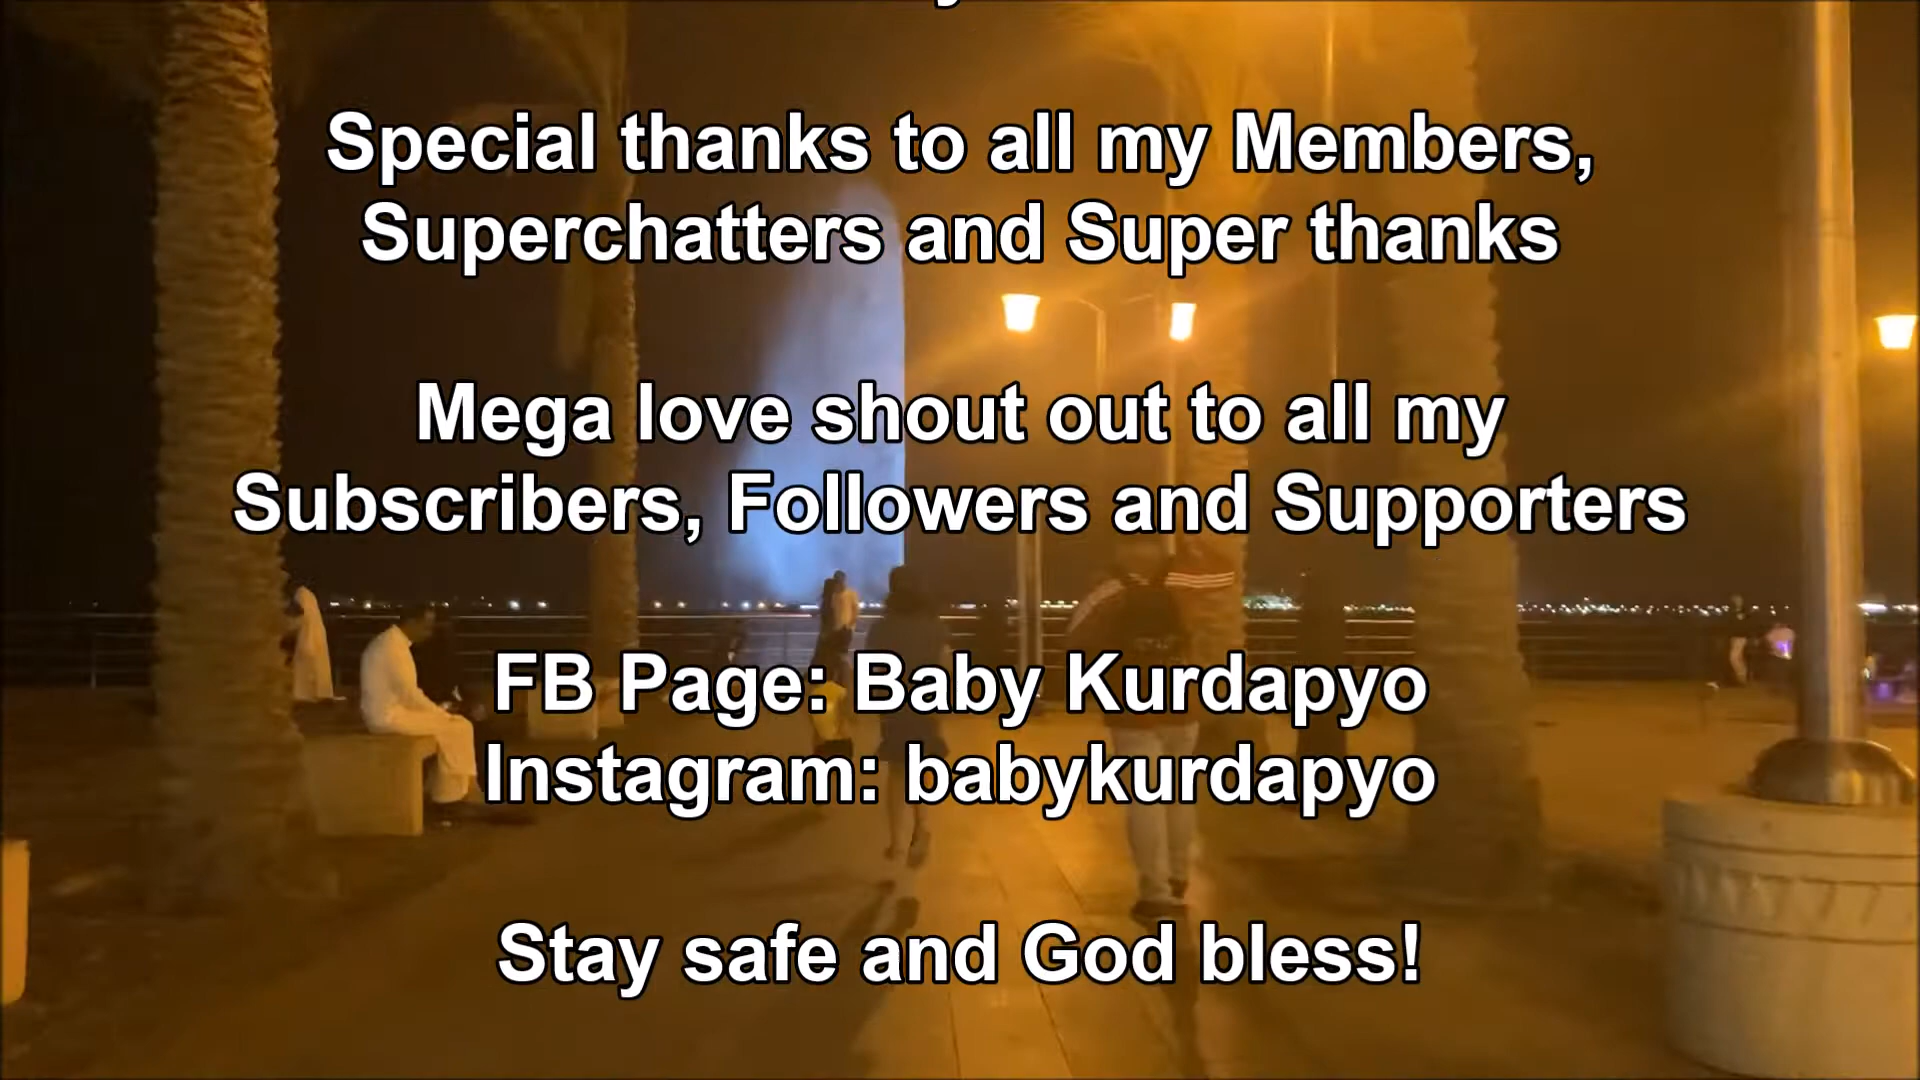 Special thanks to all my Members,
Superchatters and Super thanks
Mega love shout out to all my
Subscribers, Followers and Supporters
FB Page: Baby Kurdapyo
Instagram: babykurdapyo
Stay safe and God bless!